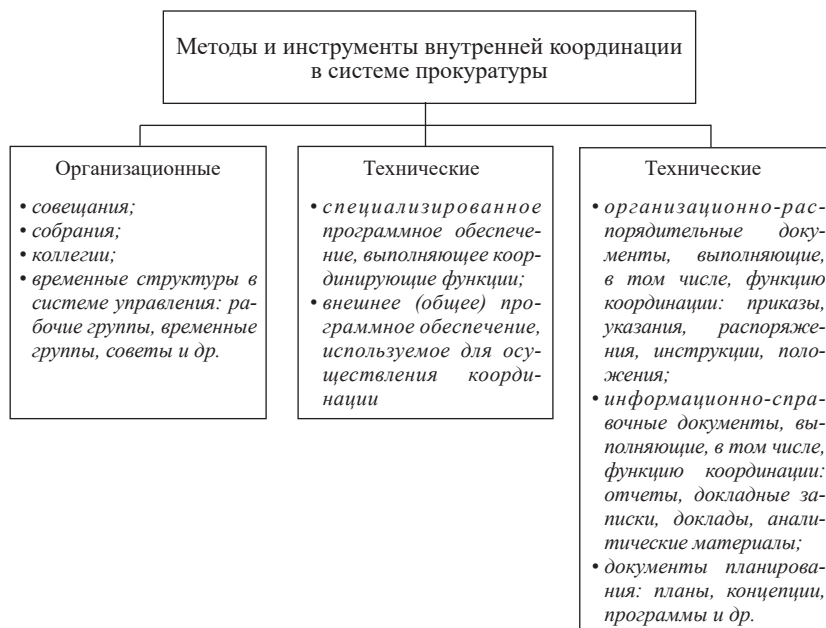 Методы и инструменты внутренней координации
в системе прокуратуры
Организационные
• совещания;
• собрания;
• коллегии;
• временные структуры в
системе управления: ра-
бочие группы, временные
группы, советы и др.
Технические
• специализированное
программное обеспече-
ние, выполняющее коор-
динирующие функции;
• внешнее (общее) про-
граммное обеспечение,
используемое для осу-
ществления коорди-
нации
Технические
• организационно-рас-
порядительные доку-
менты, выполняющие,
в том числе, функцию
координации: приказы,
указания, распоряже-
ния, инструкции, поло-
жения;
• информационно-спра-
вочные документы, вы-
полняющие, в том числе,
функцию координации:
отчеты, докладные за-
писки, доклады, анали-
тические материалы;
• документы планирова-
ния: планы, концепции,
программы и др.